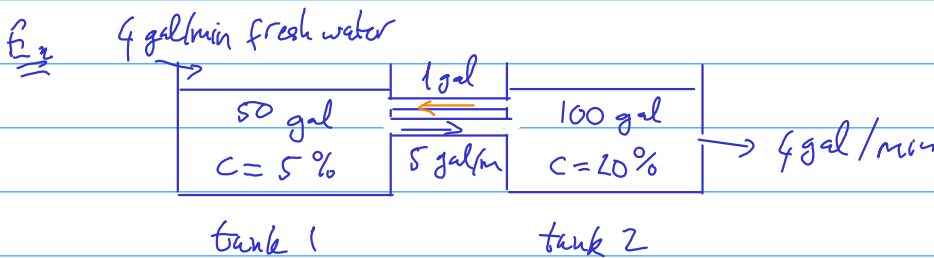 Ex 4 gal/min fresh water
1 gal
50 gal 100 gal
C = 5% 5 gal/m C = 20% 4 gal/min
tank 1 tank 2